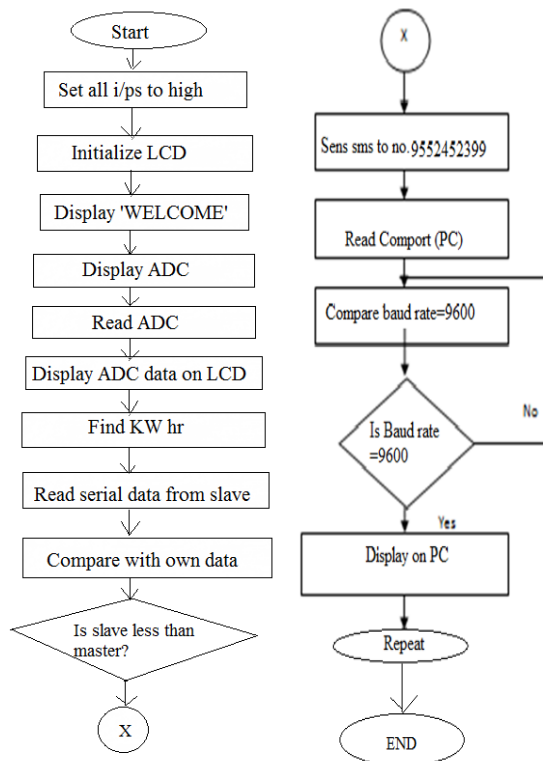 Start
Set all i/ps to high
Initialize LCD
Display 'WELCOME'
Display ADC
Read ADC
Display ADC data on LCD
Find KW hr
Read serial data from slave
Compare with own data
Is slave less than
master?
X
X
Sens sms to no.9552452399
Read Comport (PC)
Compare baud rate=9600
Is Baud rate
=9600
No
Yes
Display on PC
Repeat
END